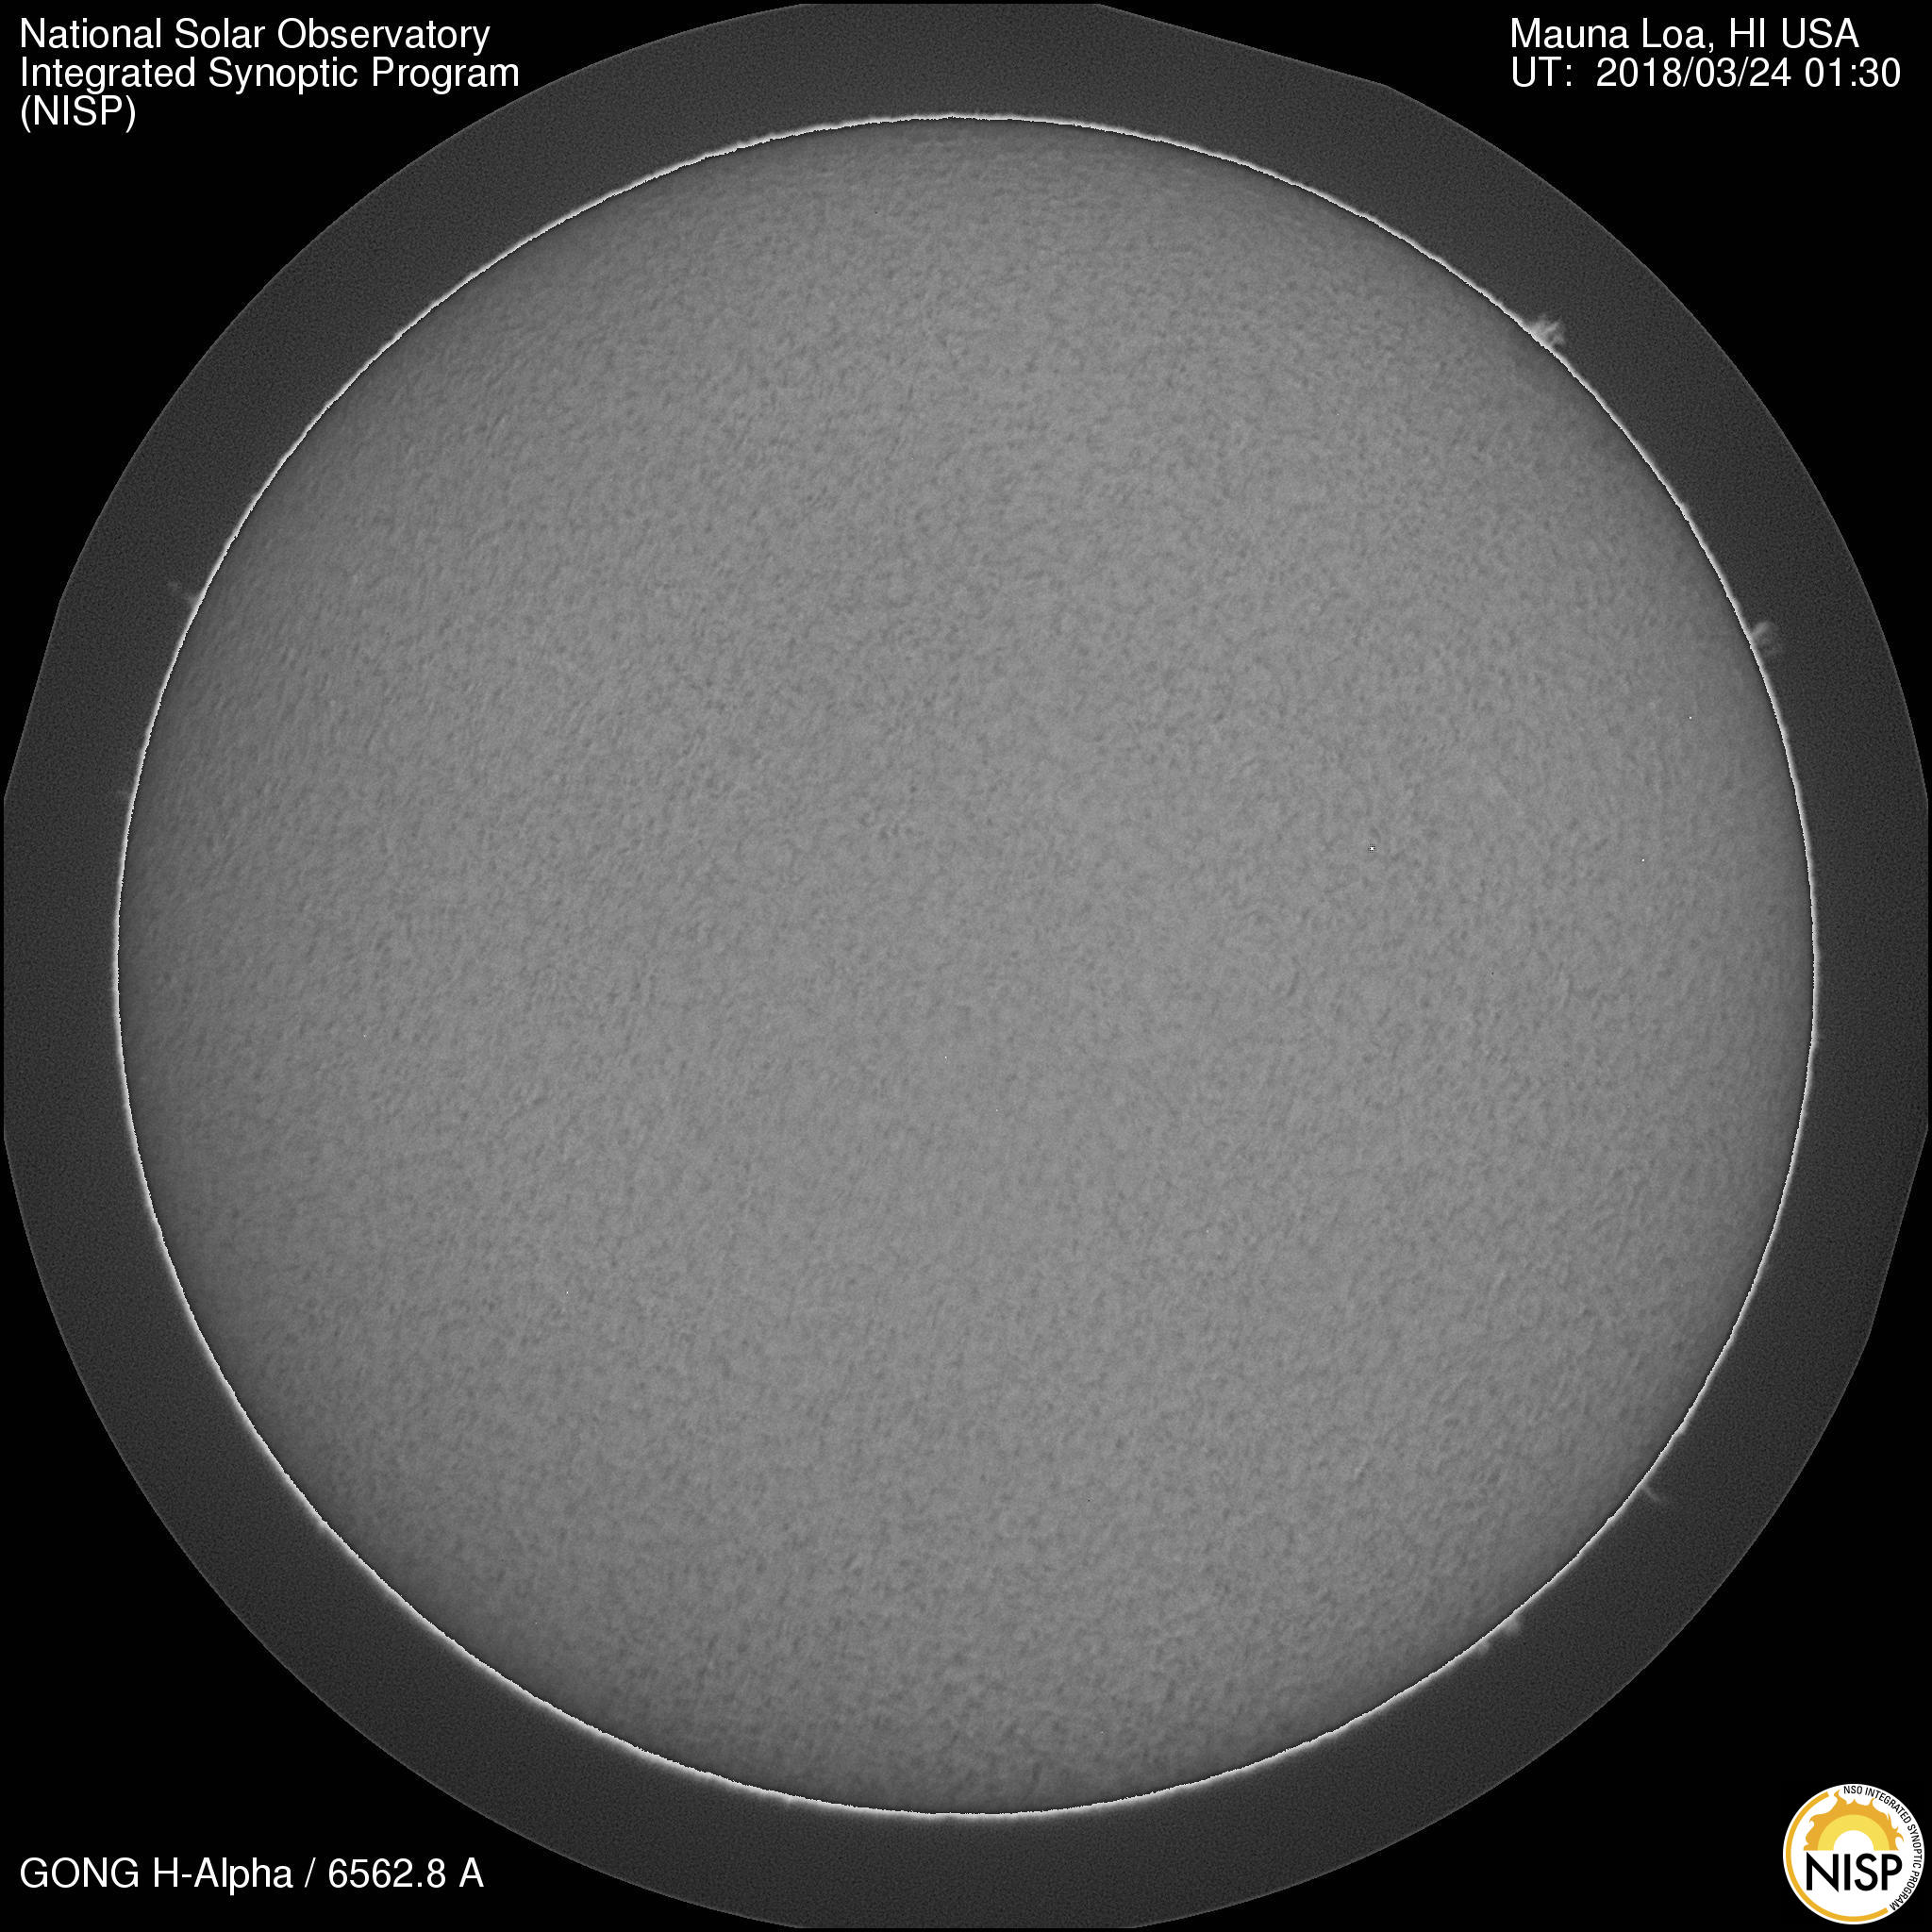 National Solar Observatory
Integrated Synoptic Program
(NISP)
Mauna Loa, HI USA
UT: 2018/03/24 01:30
GONG H-Alpha / 6562.8 A
NSO INTEGRATED SYNOPTIC PROGRAM
NISP